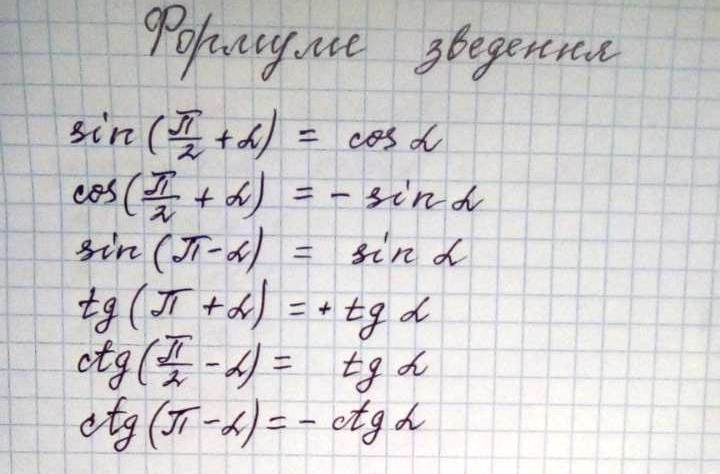 Формули зведення
sin(π/2 + α) = cos α
cos(π/2 + α) = - sin α
sin(π - α) = sin α
tg(π + α) = + tg α
ctg(π/2 - α) = tg α
ctg(π - α) = - ctg α